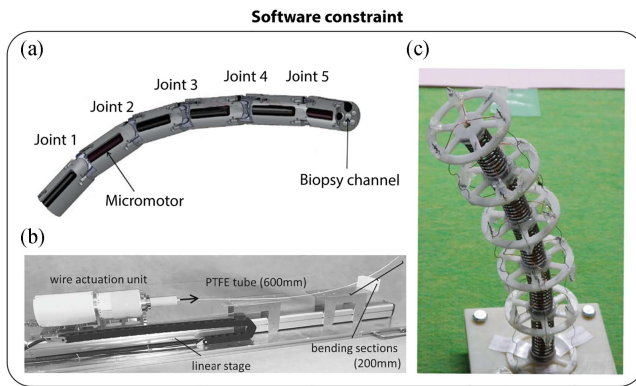 Software constraint
(a)
Joint 1
Joint 2
Joint 3
Joint 4
Joint 5
Micromotor
Biopsy channel
(b)
wire actuation unit
PTFE tube (600mm)
linear stage
bending sections
(200mm)
(c)